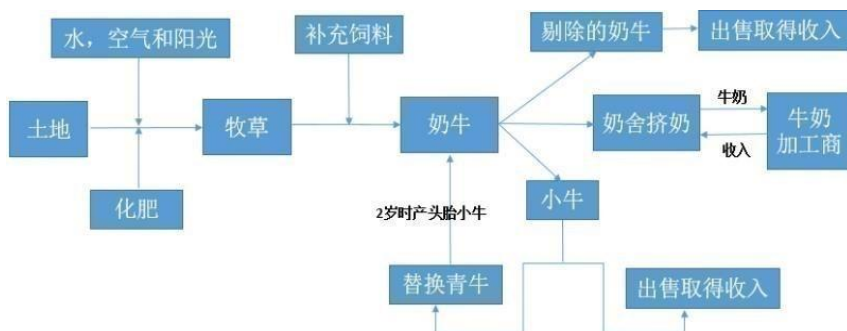 水，空气和阳光
补充饲料
剔除的奶牛
出售取得收入
土地
牧草
奶牛
奶舍挤奶
牛奶
收入
牛奶
加工商
化肥
2岁时产头胎小牛
小牛
替换青牛
出售取得收入